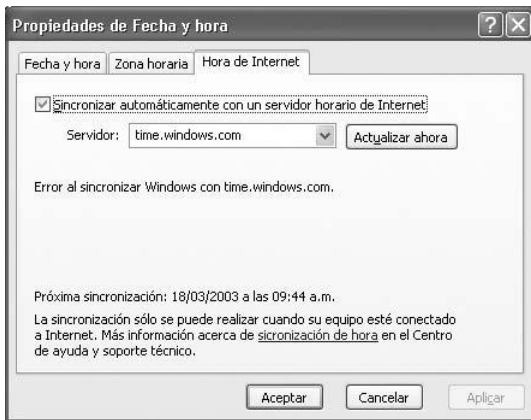 Propiedades de Fecha y hora
Fecha y hora Zona horaria Hora de Internet
Sincronizar automáticamente con un servidor horario de Internet
Servidor: time.windows.com Actualizar ahora
Error al sincronizar Windows con time.windows.com.
Próxima sincronización: 18/03/2003 a las 09:44 a.m.
La sincronización sólo se puede realizar cuando su equipo esté conectado
a Internet. Más información acerca de sicronización de hora en el Centro
de ayuda y soporte técnico.
Aceptar Cancelar Aplicar